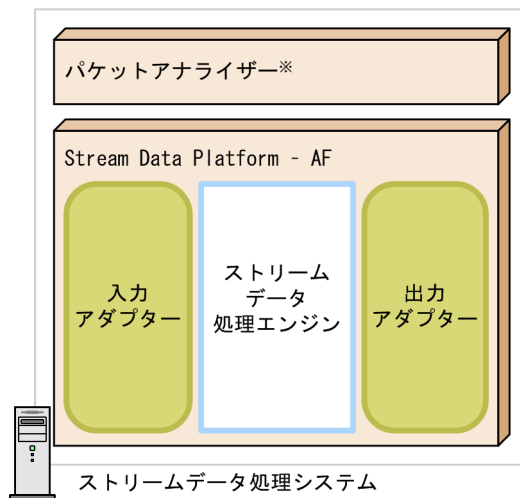 パケットアナライザー※
Stream Data Platform - AF
入力
アダプター
ストリーム
データ
処理エンジン
出力
アダプター
ストリームデータ処理システム